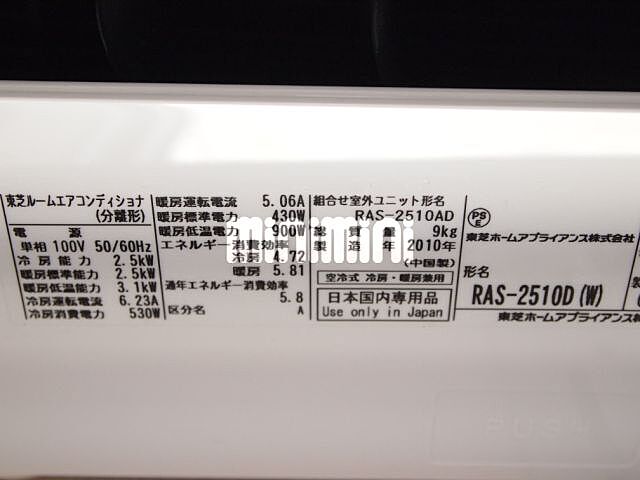 東芝ルームエアコンディショナ
(分離形)
電源
単相 100V 50/60Hz
冷房能力 2.5kW
暖房標準能力 2.5kW
暖房低温能力 3.1kW
冷房運転電流 6.23A
冷房消費電力 530W
暖房運転電流 5.06A
暖房標準電力 430W
暖房低温電力 900W
エネルギー消費効率
冷房 4.72
暖房 5.81
通年エネルギー消費効率
5.8
区分名 A
組合せ室外ユニット形名
RAS-2510AD
総質量 9kg
製造年 2010年
(中国製)
空冷式 冷房・暖房兼用
日本国内専用品
Use only in Japan
PSE
東芝ホームアプライアンス株式会社
形名
RAS-2510D(W)
東芝ホームアプライアンス株
製
minimini
PUSH